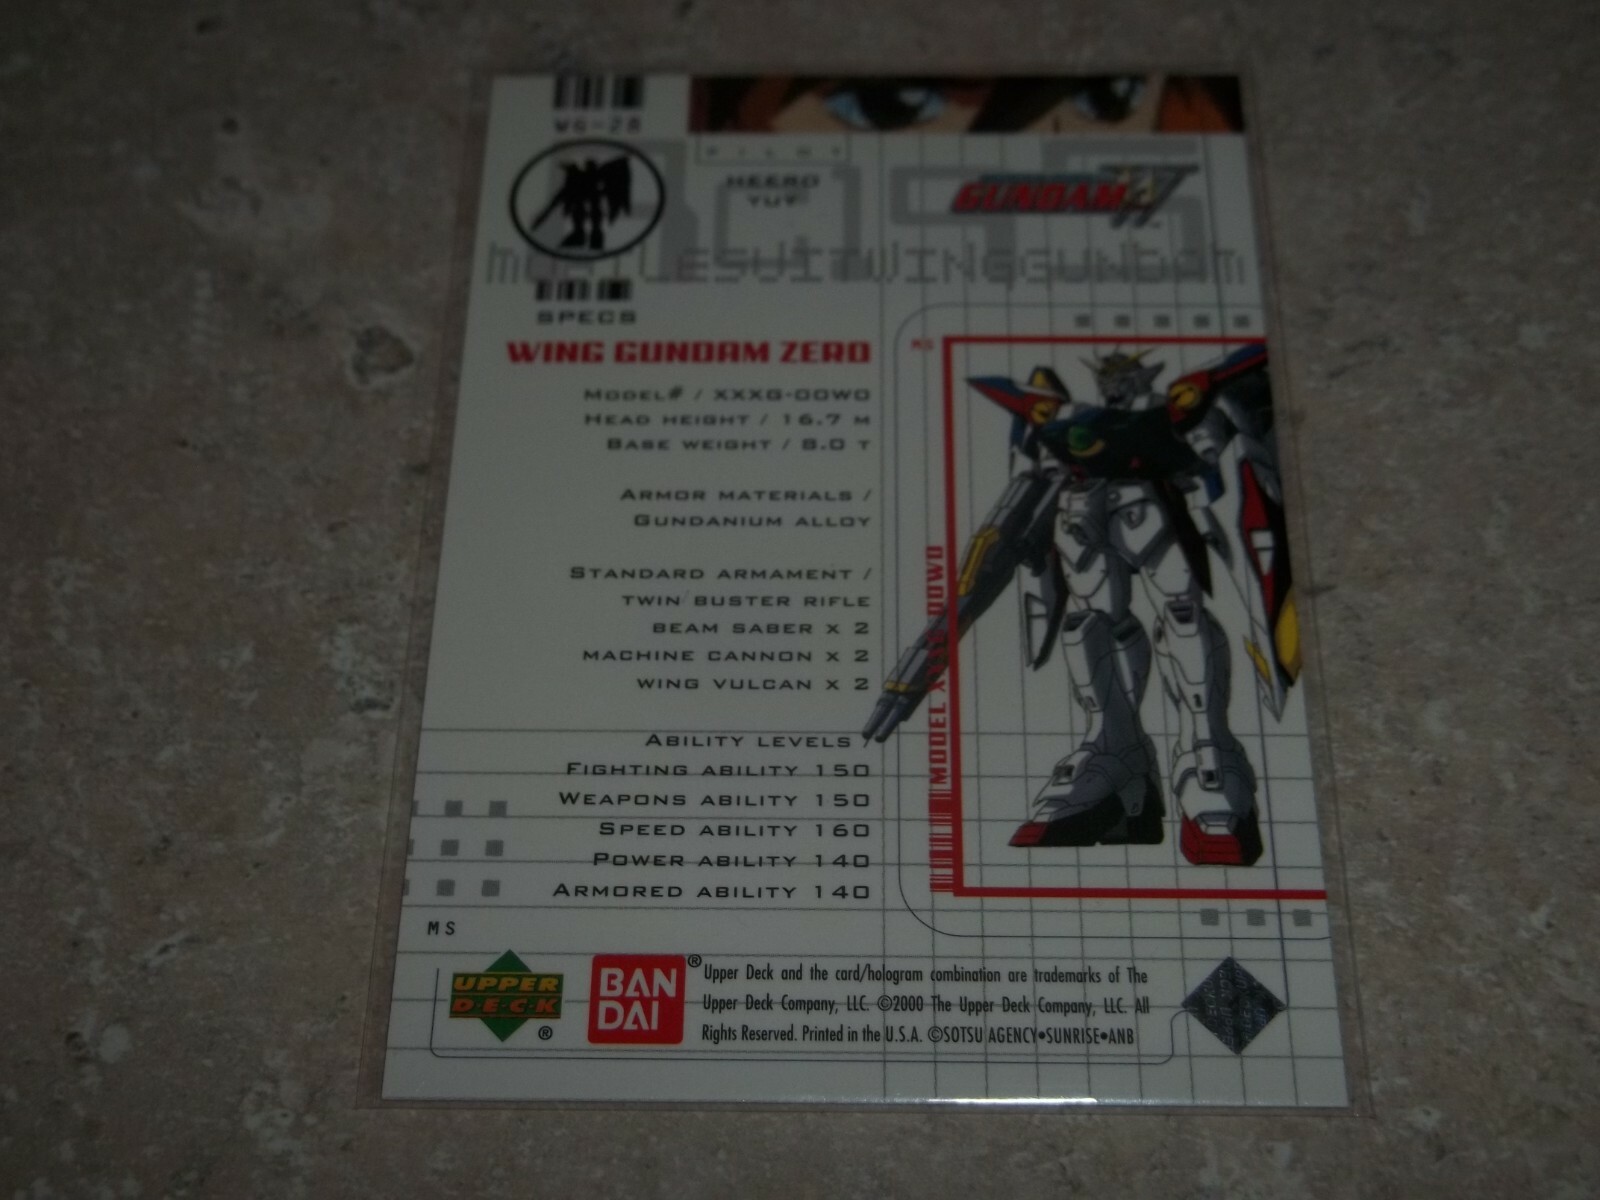 WG-28
PILOT
HEERO
YUY
GUNDAM W
MOBILESUITWINGGUNDAM
SPECS
WING GUNDAM ZERO
MODEL# / XXXG-00W0
HEAD HEIGHT / 16.7 M
BASE WEIGHT / 8.0 T
ARMOR MATERIALS /
GUNDANIUM ALLOY
STANDARD ARMAMENT /
TWIN BUSTER RIFLE
BEAM SABER X 2
MACHINE CANNON X 2
WING VULCAN X 2
ABILITY LEVELS /
FIGHTING ABILITY 150
WEAPONS ABILITY 150
SPEED ABILITY 160
POWER ABILITY 140
ARMORED ABILITY 140
MS
MS
MODEL XXXG-00W0
UPPER
D·E·C·K
®
BAN
DAI
®
Upper Deck and the card/hologram combination are trademarks of The
Upper Deck Company, LLC. ©2000 The Upper Deck Company, LLC. All
Rights Reserved. Printed in the U.S.A. ©SOTSU AGENCY•SUNRISE•ANB